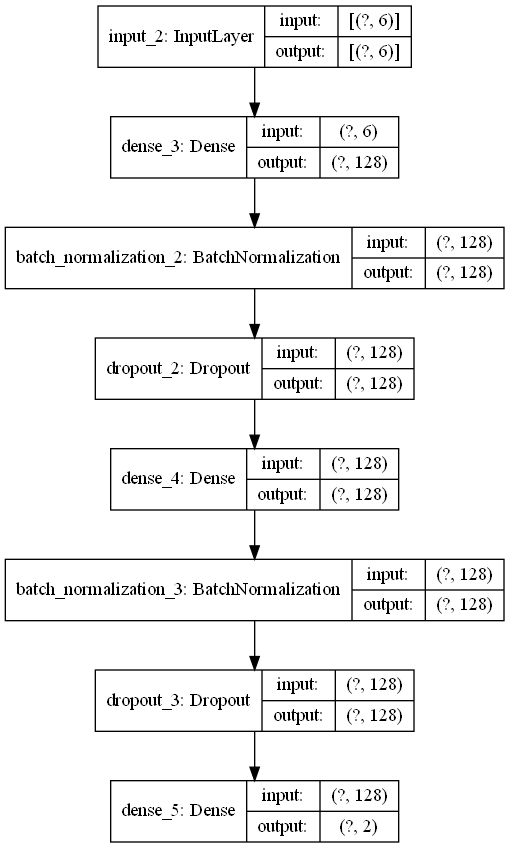 input_2: InputLayer
input: [(?, 6)]
output: [(?, 6)]
dense_3: Dense
input: (?, 6)
output: (?, 128)
batch_normalization_2: BatchNormalization
input: (?, 128)
output: (?, 128)
dropout_2: Dropout
input: (?, 128)
output: (?, 128)
dense_4: Dense
input: (?, 128)
output: (?, 128)
batch_normalization_3: BatchNormalization
input: (?, 128)
output: (?, 128)
dropout_3: Dropout
input: (?, 128)
output: (?, 128)
dense_5: Dense
input: (?, 128)
output: (?, 2)